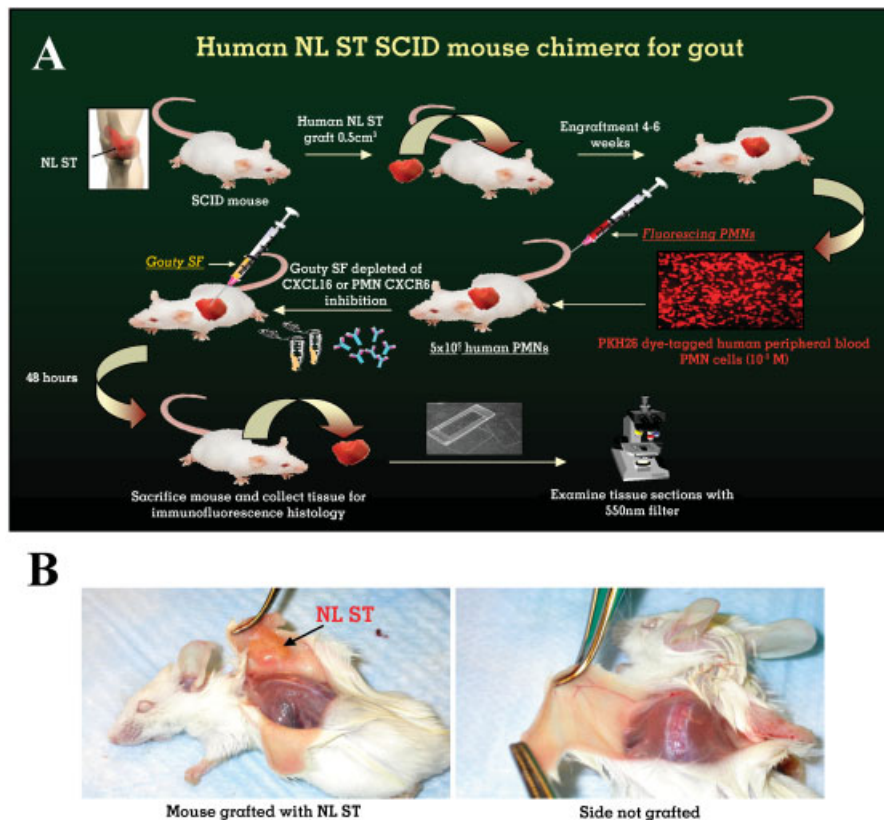 A
Human NL ST SCID mouse chimera for gout
NL ST
SCID mouse
Human NL ST
graft 0.5cm³
Engraftment 4-6
weeks
Gouty SF
Gouty SF depleted of
CXCL16 or PMN CXCR6
inhibition
Fluorescing PMNs
5x10⁶ human PMNs
PKH26 dye-tagged human peripheral blood
PMN cells (10⁻³ M)
48 hours
Sacrifice mouse and collect tissue for
immunofluorescence histology
Examine tissue sections with
550nm filter
B
NL ST
Mouse grafted with NL ST
Side not grafted